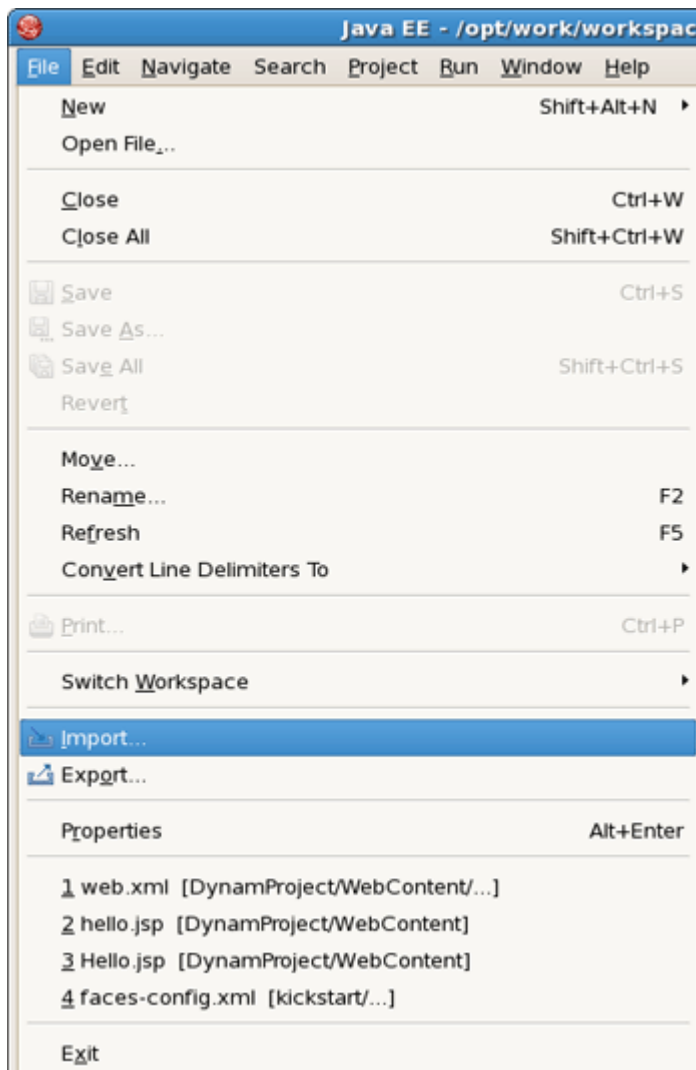 Java EE - /opt/work/workspac
File Edit Navigate Search Project Run Window Help
New Shift+Alt+N
Open File...
Close Ctrl+W
Close All Shift+Ctrl+W
Save Ctrl+S
Save As...
Save All Shift+Ctrl+S
Revert
Move...
Rename... F2
Refresh F5
Convert Line Delimiters To
Print... Ctrl+P
Switch Workspace
Import...
Export...
Properties Alt+Enter
1 web.xml [DynamProject/WebContent/...]
2 hello.jsp [DynamProject/WebContent]
3 Hello.jsp [DynamProject/WebContent]
4 faces-config.xml [kickstart/...]
Exit